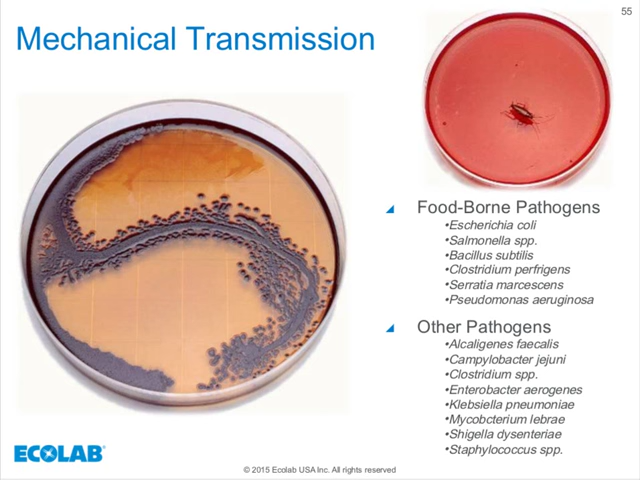 55
Mechanical Transmission
Food-Borne Pathogens
•Escherichia coli
•Salmonella spp.
•Bacillus subtilis
•Clostridium perfrigens
•Serratia marcescens
•Pseudomonas aeruginosa
Other Pathogens
•Alcaligenes faecalis
•Campylobacter jejuni
•Clostridium spp.
•Enterobacter aerogenes
•Klebsiella pneumoniae
•Mycobcterium lebrae
•Shigella dysenteriae
•Staphylococcus spp.
ECOLAB®
© 2015 Ecolab USA Inc. All rights reserved